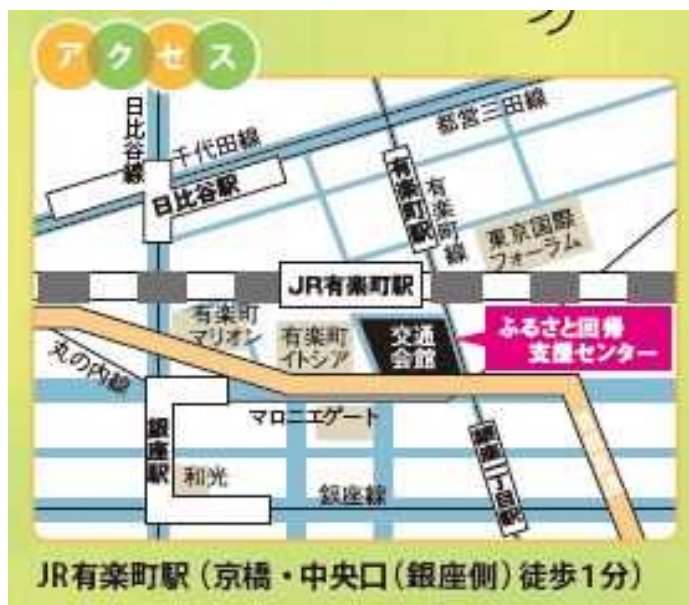 アクセス
日比谷線
千代田線
都営三田線
日比谷駅
有楽町駅
有楽町線
東京国際
フォーラム
JR有楽町駅
有楽町
マリオン
有楽町
イトシア
交通
会館
ふるさと回帰
支援センター
丸の内線
マロニエゲート
銀座駅
和光
銀座線
銀座一丁目駅
JR有楽町駅（京橋・中央口（銀座側）徒歩1分）